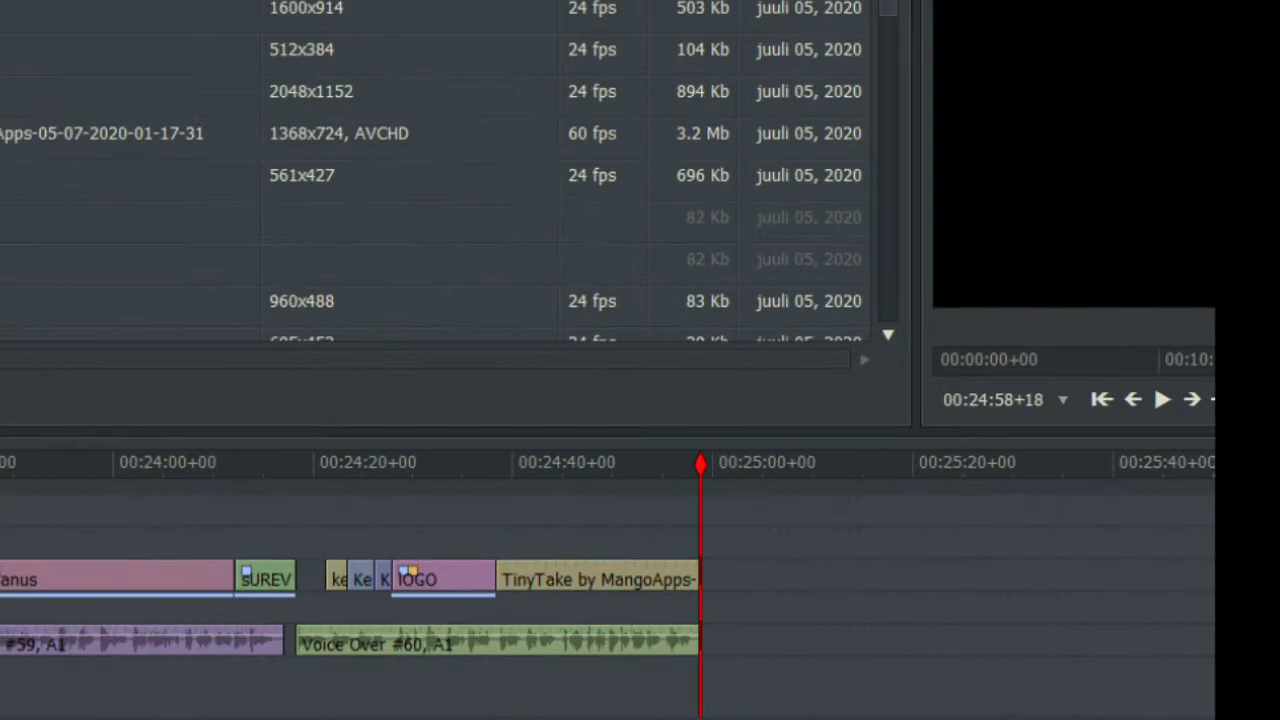 1600x914 24 fps 503 Kb juuli 05, 2020
512x384 24 fps 104 Kb juuli 05, 2020
2048x1152 24 fps 894 Kb juuli 05, 2020
Apps-05-07-2020-01-17-31 1368x724, AVCHD 60 fps 3.2 Mb juuli 05, 2020
561x427 24 fps 696 Kb juuli 05, 2020
82 Kb juuli 05, 2020
82 Kb juuli 05, 2020
960x488 24 fps 83 Kb juuli 05, 2020
00:00:00+00 00:10:
00:24:58+18
00 00:24:00+00 00:24:20+00 00:24:40+00 00:25:00+00 00:25:20+00 00:25:40+00
anus sUREV ke Ke K lOGO TinyTake by MangoApps-
#59, A1 Voice Over #60, A1